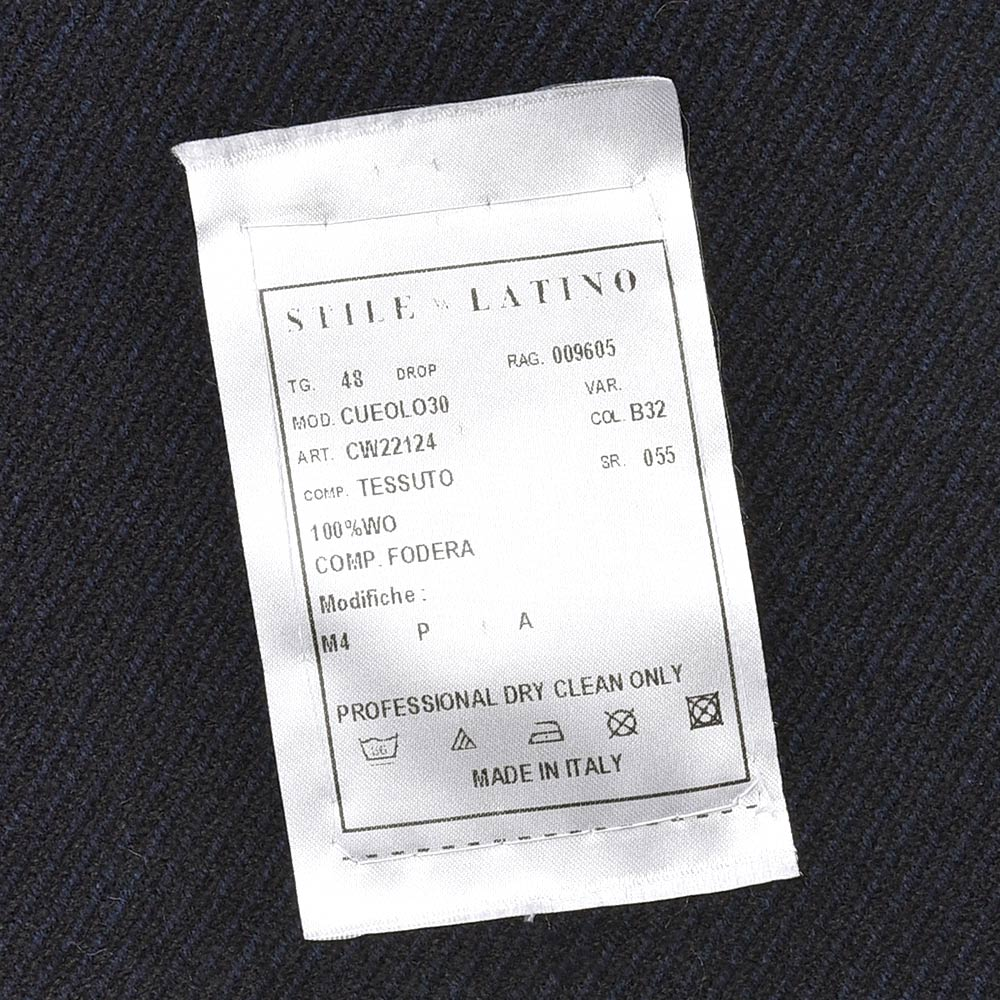 STILE LATINO
TG. 48 DROP RAG. 009605
MOD. CUEOLO30 VAR.
ART. CW22124 COL. B32
COMP. TESSUTO SR. 055
100%WO
COMP. FODERA
Modifiche :
M4 P A
PROFESSIONAL DRY CLEAN ONLY
MADE IN ITALY